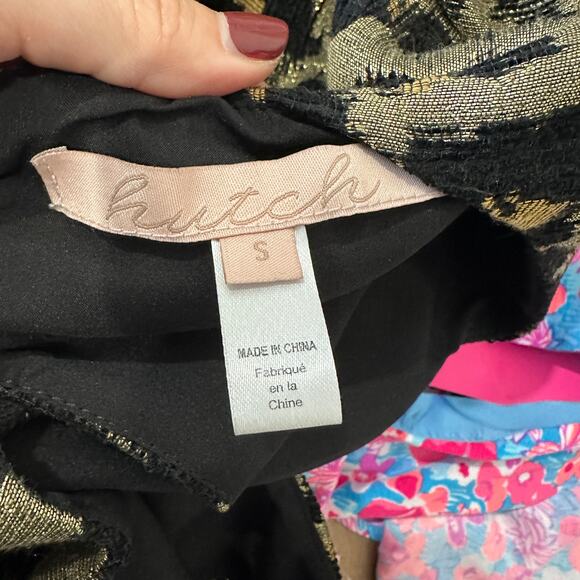 hutch
S
MADE IN CHINA
Fabriqué
en la
Chine